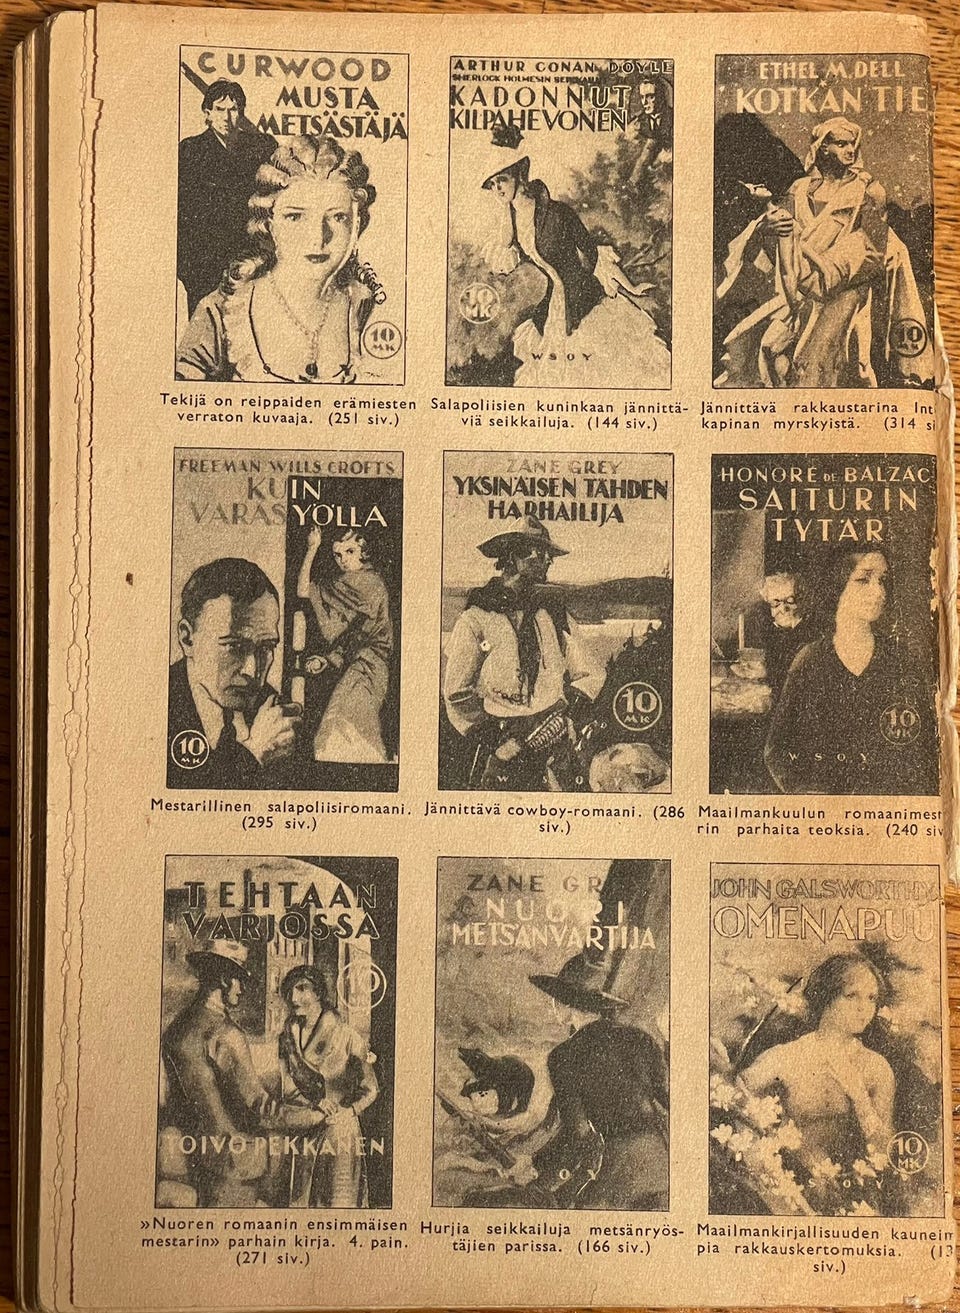 CURWOOD
MUSTA
METSÄSTÄJÄ
10
MK
Tekijä on reippaiden erämiesten
verraton kuvaaja. (251 siv.)
ARTHUR CONAN DOYLE
SHERLOCK HOLMESIN
KADONNUT
KILPAHEVONEN
10
MK
WSOY
Salapoliisien kuninkaan jännittä-
viä seikkailuja. (144 siv.)
ETHEL M. DELL
KOTKAN TIE
10
MK
Jännittävä rakkaustarina
kapinan myrskyistä. (314
FREEMAN WILLS CROFTS
KUIN
VARAS YÖLLÄ
10
MK
Mestarillinen salapoliisiromaani.
(295 siv.)
ZANE GREY
YKSINÄISEN TÄHDEN
HARHAILIJA
10
MK
W S O Y
Jännittävä cowboy-romaani. (286
siv.)
HONORÉ DE BALZAC
SAITURIN
TYTÄR
10
MK
W S O Y
Maailmankuulun romaanimest
rin parhaita teoksia. (240 siv
TEHTAAN
VARJOSSA
10
TOIVO PEKKANEN
»Nuoren romaanin ensimmäisen
mestarin» parhain kirja. 4. pain.
(271 siv.)
ZANE GR
NUORI
METSÄNVARTIJA
O Y
Hurjia seikkailuja metsänryös-
täjien parissa. (166 siv.)
JOHN GALSWORTHY
OMENAPUU
10
MK
S O Y
Maailmankirjallisuuden kauneim
pia rakkauskertomuksia. (13
siv.)